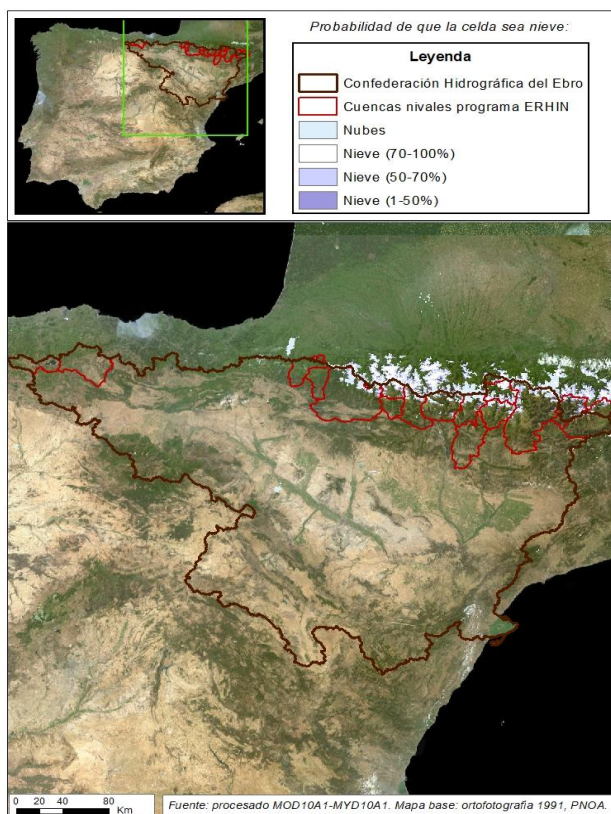 Probabilidad de que la celda sea nieve:
Leyenda
Confederación Hidrográfica del Ebro
Cuencas nivales programa ERHIN
Nubes
Nieve (70-100%)
Nieve (50-70%)
Nieve (1-50%)
0 20 40 80
Km
Fuente: procesado MOD10A1-MYD10A1. Mapa base: ortofotografía 1991, PNOA.